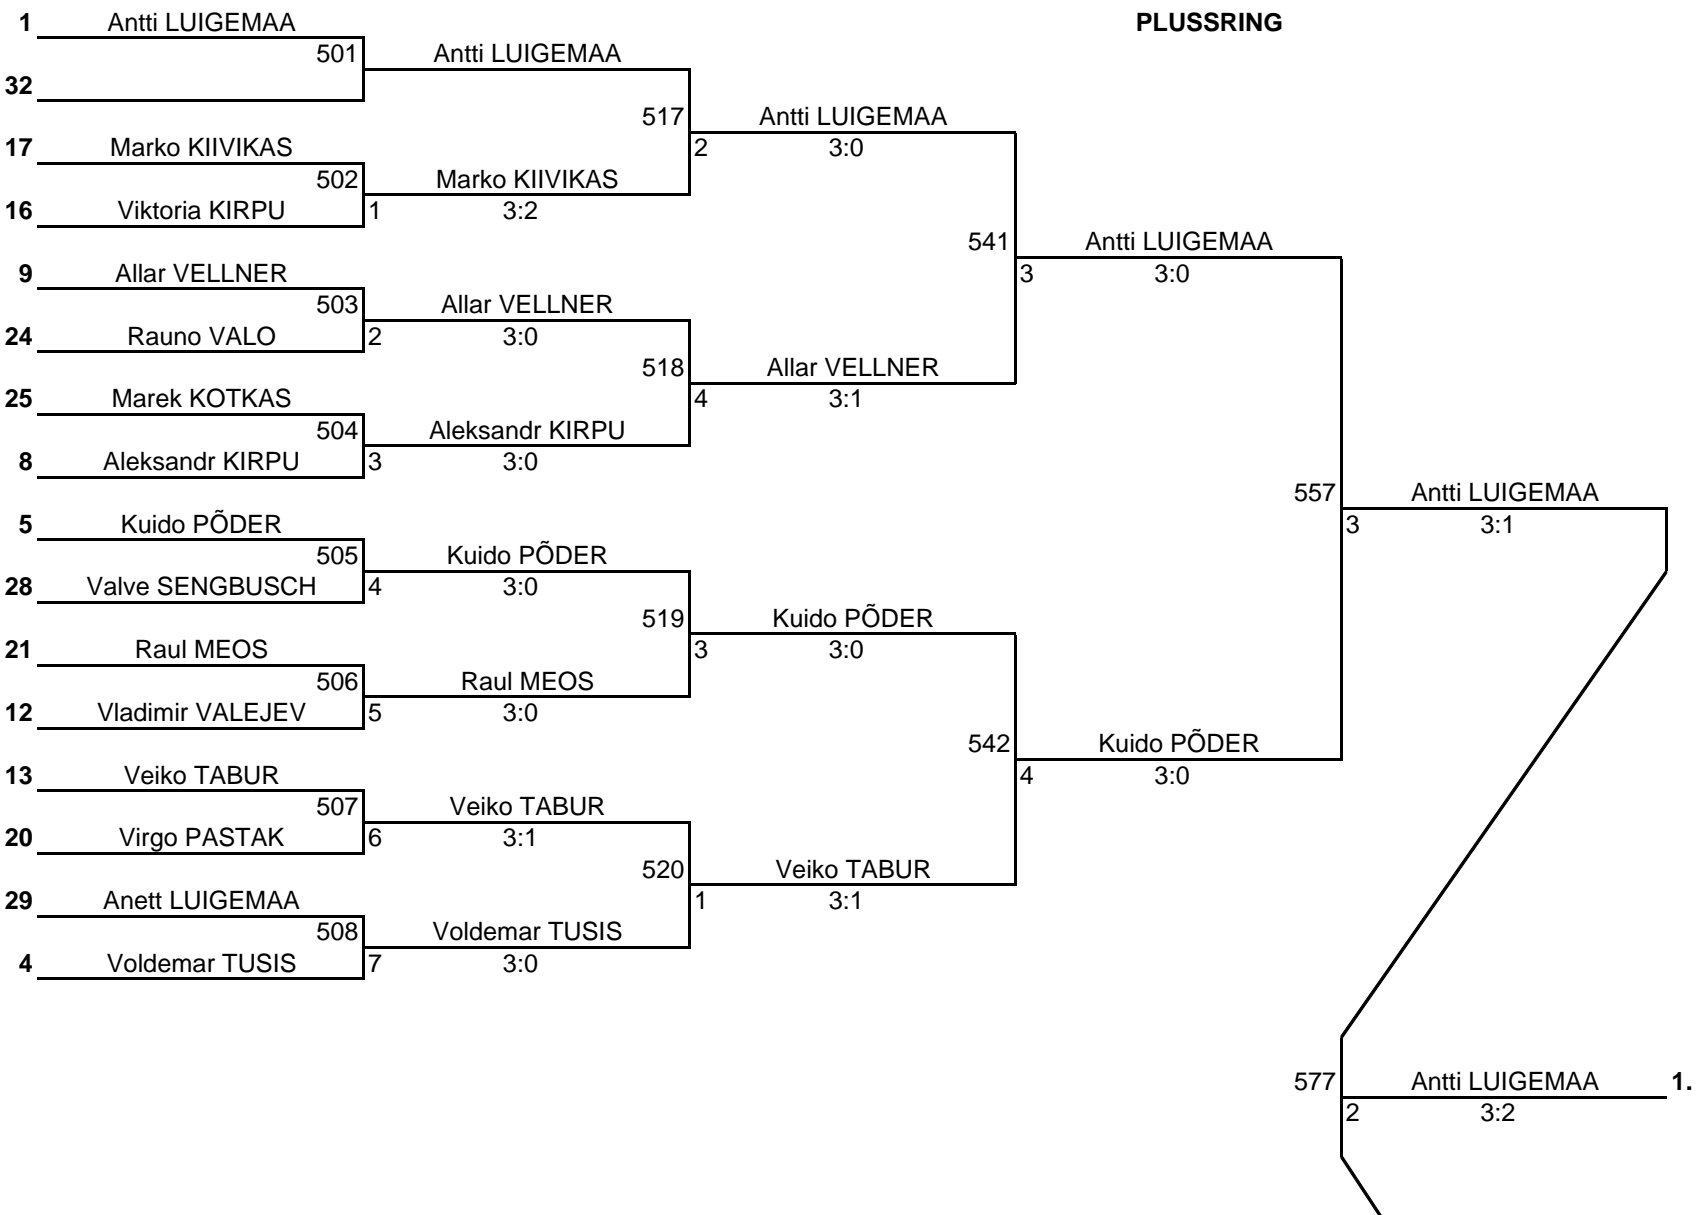 PLUSSRING
1 Antti LUIGEMAA
501 Antti LUIGEMAA
32
517 Antti LUIGEMAA
17 Marko KIIVIKAS 2 3:0
502 Marko KIIVIKAS
16 Viktoria KIRPU 1 3:2
541 Antti LUIGEMAA
9 Allar VELLNER 3 3:0
503 Allar VELLNER
24 Rauno VALO 2 3:0
518 Allar VELLNER
25 Marek KOTKAS 4 3:1
504 Aleksandr KIRPU
8 Aleksandr KIRPU 3 3:0
557 Antti LUIGEMAA
5 Kuido PÕDER 3 3:1
505 Kuido PÕDER
28 Valve SENGBUSCH 4 3:0
519 Kuido PÕDER
21 Raul MEOS 3 3:0
506 Raul MEOS
12 Vladimir VALEJEV 5 3:0
542 Kuido PÕDER
13 Veiko TABUR 4 3:0
507 Veiko TABUR
20 Virgo PASTAK 6 3:1
520 Veiko TABUR
29 Anett LUIGEMAA 1 3:1
508 Voldemar TUSIS
4 Voldemar TUSIS 7 3:0
577 Antti LUIGEMAA 1.
2 3:2